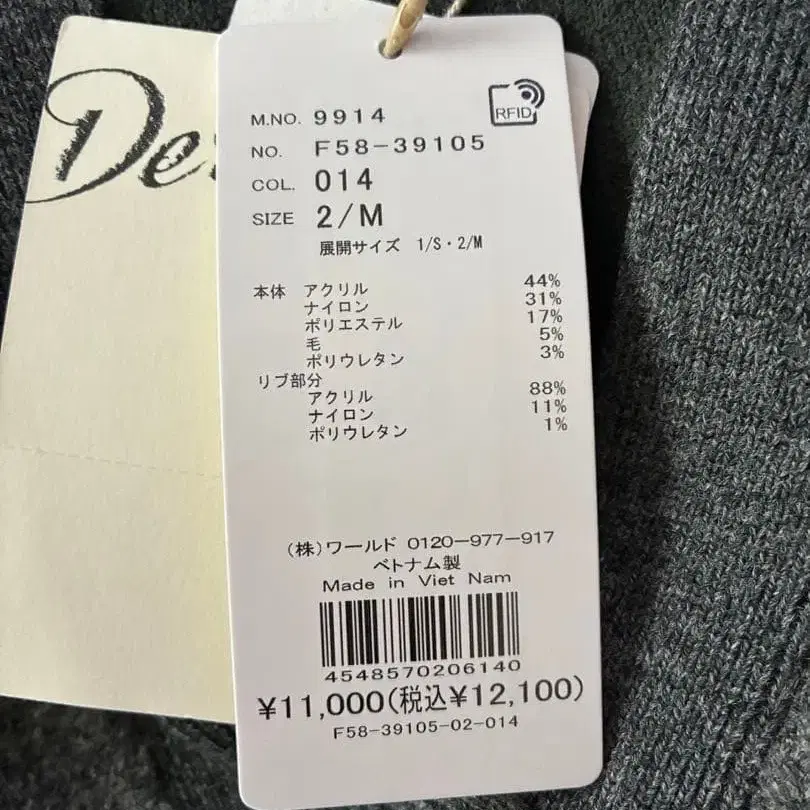 M.NO. 9914
RFID
NO. F58-39105
COL. 014
SIZE 2/M
展開サイズ 1/S・2/M
本体 アクリル 44%
ナイロン 31%
ポリエステル 17%
毛 5%
ポリウレタン 3%
リブ部分
アクリル 88%
ナイロン 11%
ポリウレタン 1%
(株)ワールド 0120-977-917
ベトナム製
Made in Viet Nam
4548570206140
¥11,000(税込¥12,100)
F58-39105-02-014